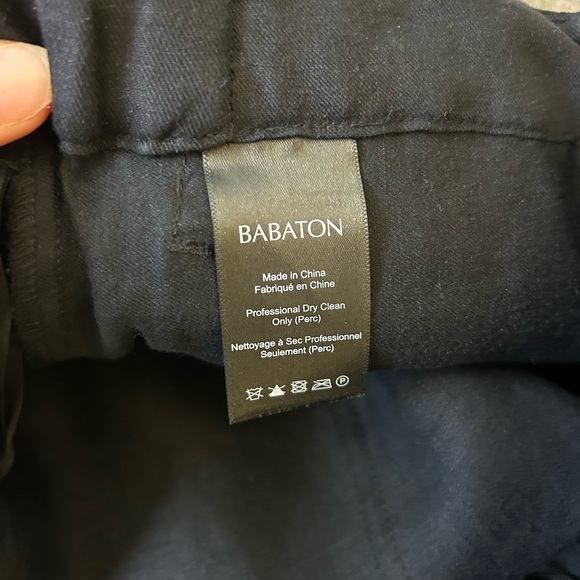 BABATON
Made in China
Fabriqué en Chine
Professional Dry Clean
Only (Perc)
Nettoyage à Sec Professionnel
Seulement (Perc)
P